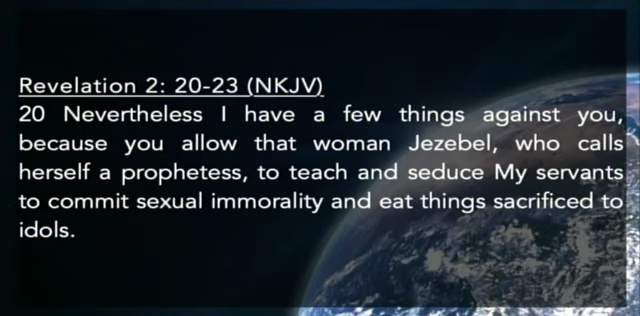 Revelation 2: 20-23 (NKJV)
20 Nevertheless I have a few things against you,
because you allow that woman Jezebel, who calls
herself a prophetess, to teach and seduce My servants
to commit sexual immorality and eat things sacrificed to
idols.